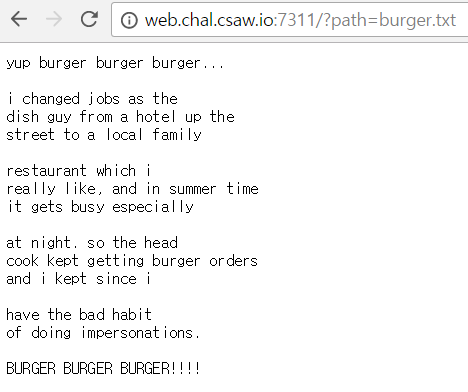 web.chal.csaw.io:7311/?path=burger.txt
yup burger burger burger...
i changed jobs as the
dish guy from a hotel up the
street to a local family
restaurant which i
really like, and in summer time
it gets busy especially
at night. so the head
cook kept getting burger orders
and i kept since i
have the bad habit
of doing impersonations.
BURGER BURGER BURGER!!!!